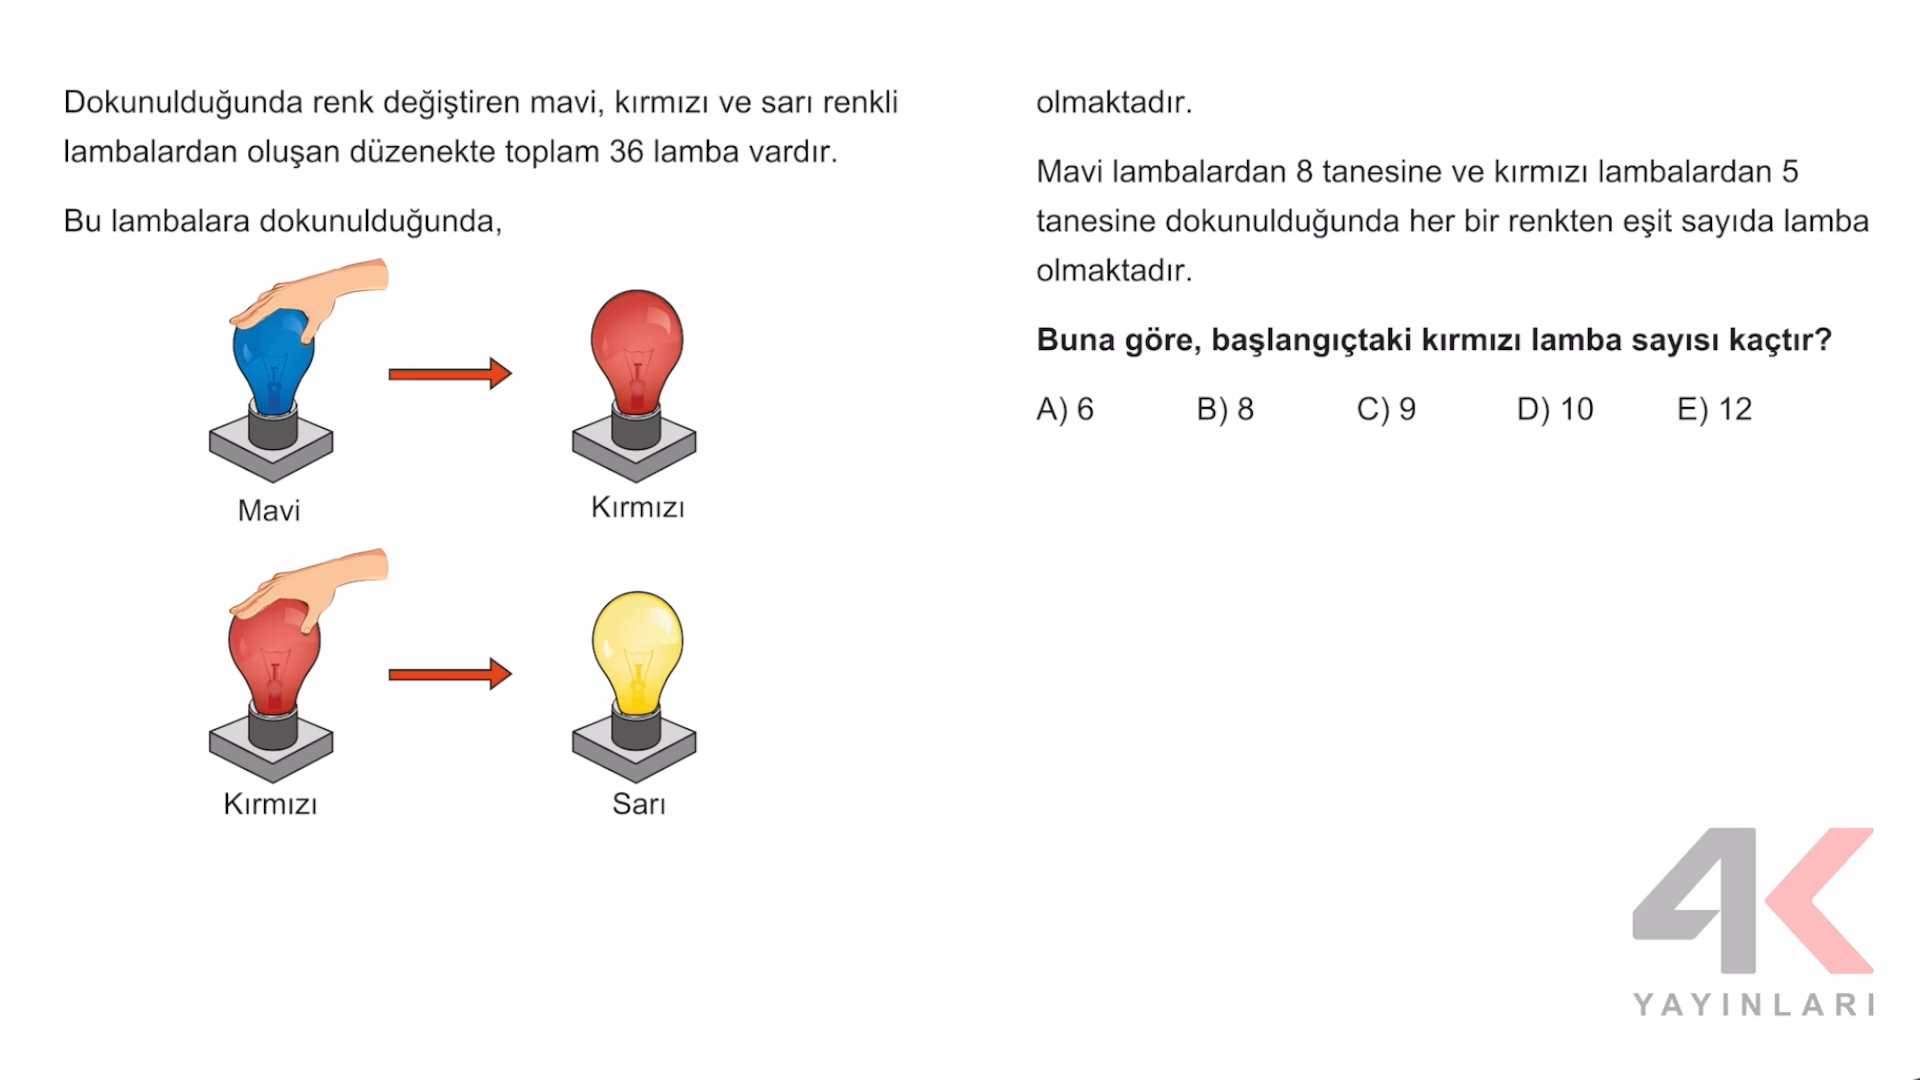 Dokunulduğunda renk değiştiren mavi, kırmızı ve sarı renkli
lambalardan oluşan düzenekte toplam 36 lamba vardır.
Bu lambalara dokunulduğunda,
Mavi
Kırmızı
Kırmızı
Sarı
olmaktadır.
Mavi lambalardan 8 tanesine ve kırmızı lambalardan 5
tanesine dokunulduğunda her bir renkten eşit sayıda lamba
olmaktadır.
Buna göre, başlangıçtaki kırmızı lamba sayısı kaçtır?
A) 6 B) 8 C) 9 D) 10 E) 12
4K
YAYINLARI